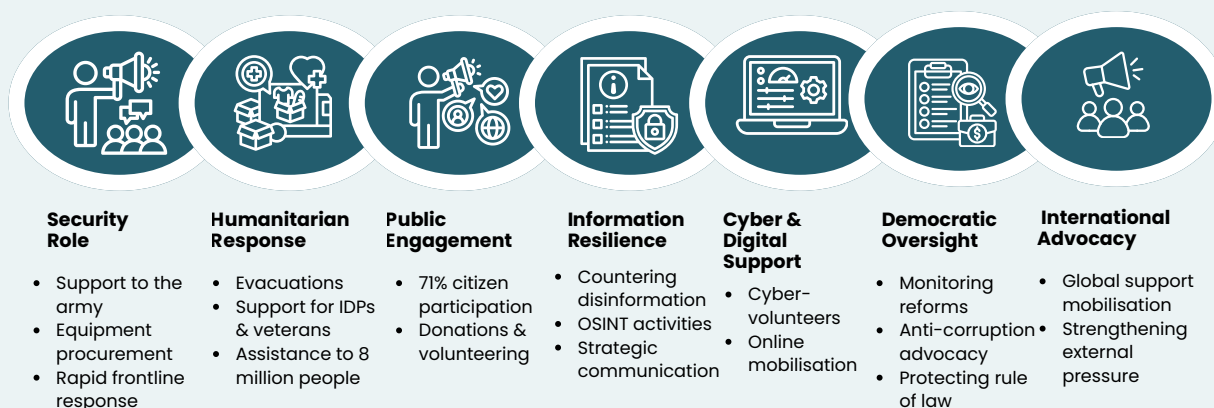 Security
Role
• Support to the
army
• Equipment
procurement
• Rapid frontline
response
Humanitarian
Response
• Evacuations
• Support for IDPs
& veterans
• Assistance to 8
million people
Public
Engagement
• 71% citizen
participation
• Donations &
volunteering
Information
Resilience
• Countering
disinformation
• OSINT activities
• Strategic
communication
Cyber &
Digital
Support
• Cyber-
volunteers
• Online
mobilisation
Democratic
Oversight
• Monitoring
reforms
• Anti-corruption
advocacy
• Protecting rule
of law
International
Advocacy
• Global support
mobilisation
• Strengthening
external
pressure